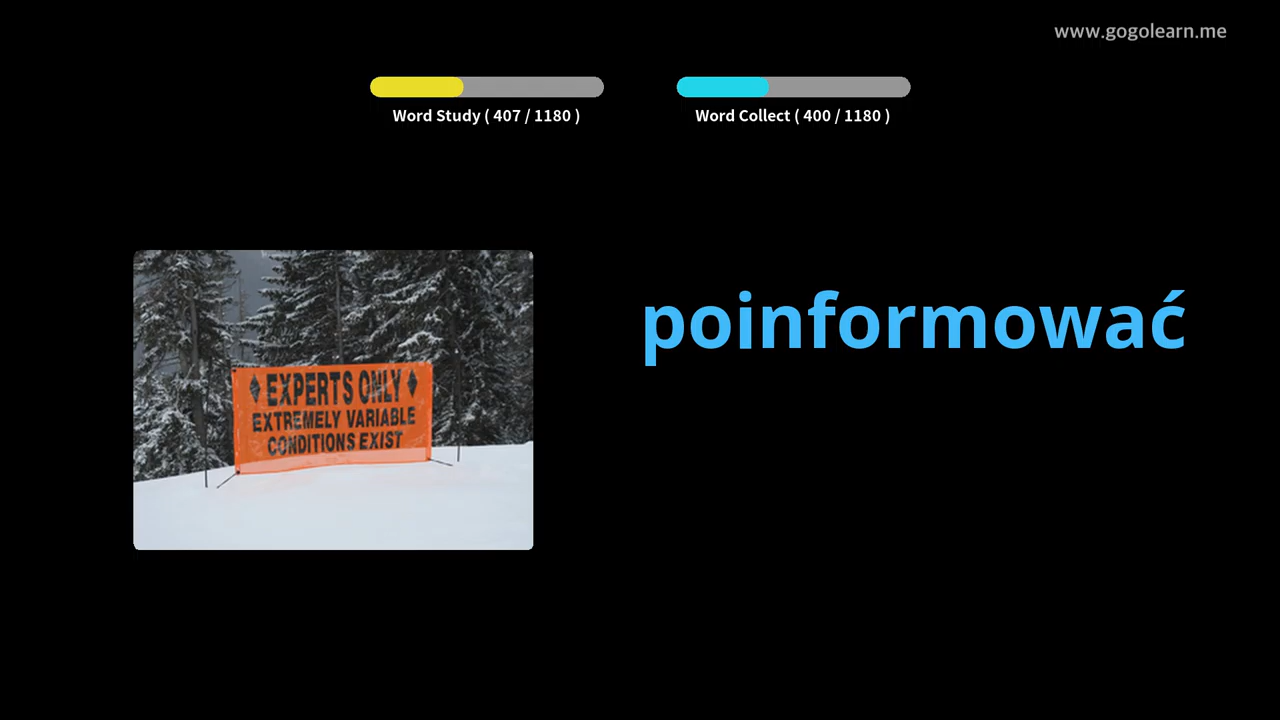 www.gogolearn.me
Word Study ( 407 / 1180 )
Word Collect ( 400 / 1180 )
poinformować
EXPERTS ONLY
EXTREMELY VARIABLE
CONDITIONS EXIST